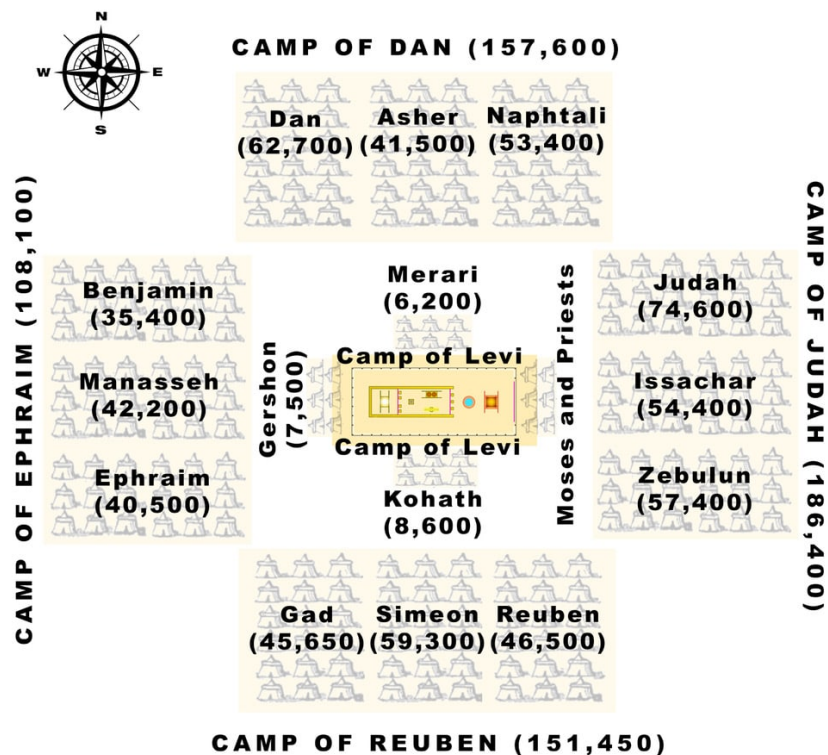 N
W E
S
CAMP OF DAN (157,600)
Dan
(62,700)
Asher
(41,500)
Naphtali
(53,400)
CAMP OF EPHRAIM (108,100)
Benjamin
(35,400)
Manasseh
(42,200)
Ephraim
(40,500)
Gershon
(7,500)
Merari
(6,200)
Camp of Levi
Camp of Levi
Kohath
(8,600)
Moses and Priests
Judah
(74,600)
Issachar
(54,400)
Zebulun
(57,400)
CAMP OF JUDAH (186,400)
Gad
(45,650)
Simeon
(59,300)
Reuben
(46,500)
CAMP OF REUBEN (151,450)